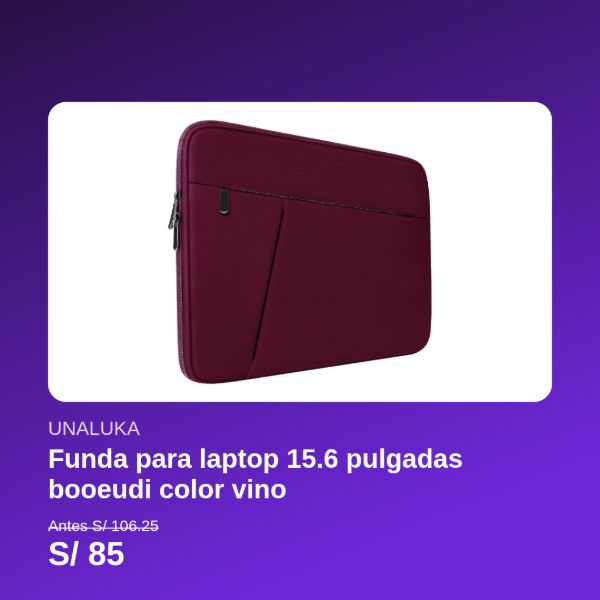 UNALUKA
Funda para laptop 15.6 pulgadas
booeudi color vino
Antes S/ 106.25
S/ 85